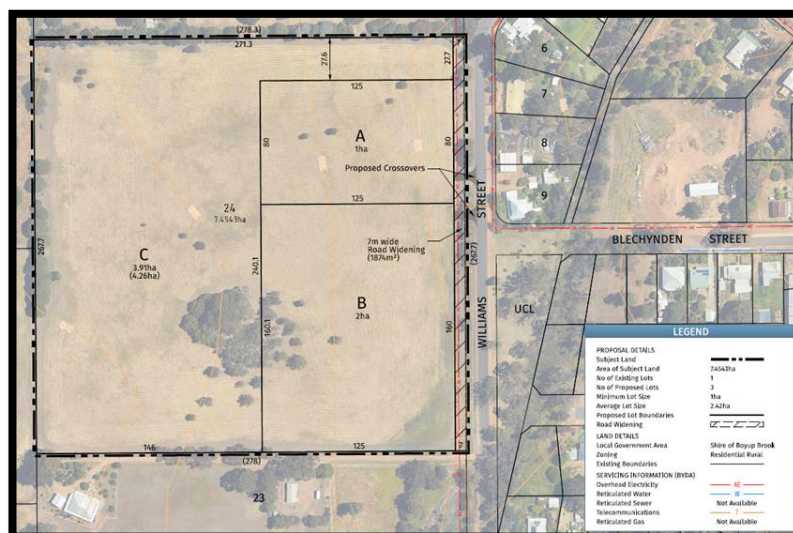 (278.3)
271.3
27.6
27.7
125
80
A
1ha
80
Proposed Crossovers
125
24
7.4543ha
7m wide
Road Widening
(1874m²)
C
3.91ha
(4.26ha)
267.7
240.1
160.1
B
2ha
160
(267.7)
146
125
7
(278)
23
WILLIAMS STREET
6
7
8
9
BLECHYNDEN STREET
UCL
LEGEND
PROPOSAL DETAILS
Subject Land
Area of Subject Land 7.4543ha
No of Existing Lots 1
No of Proposed Lots 3
Minimum Lot Size 1ha
Average Lot Size 2.42ha
Proposed Lot Boundaries
Road Widening
LAND DETAILS
Local Government Area Shire of Boyup Brook
Zoning Residential Rural
Existing Boundaries
SERVICING INFORMATION (BYDA)
Overhead Electricity AE
Reticulated Water W
Reticulated Sewer Not Available
Telecommunications T
Reticulated Gas Not Available